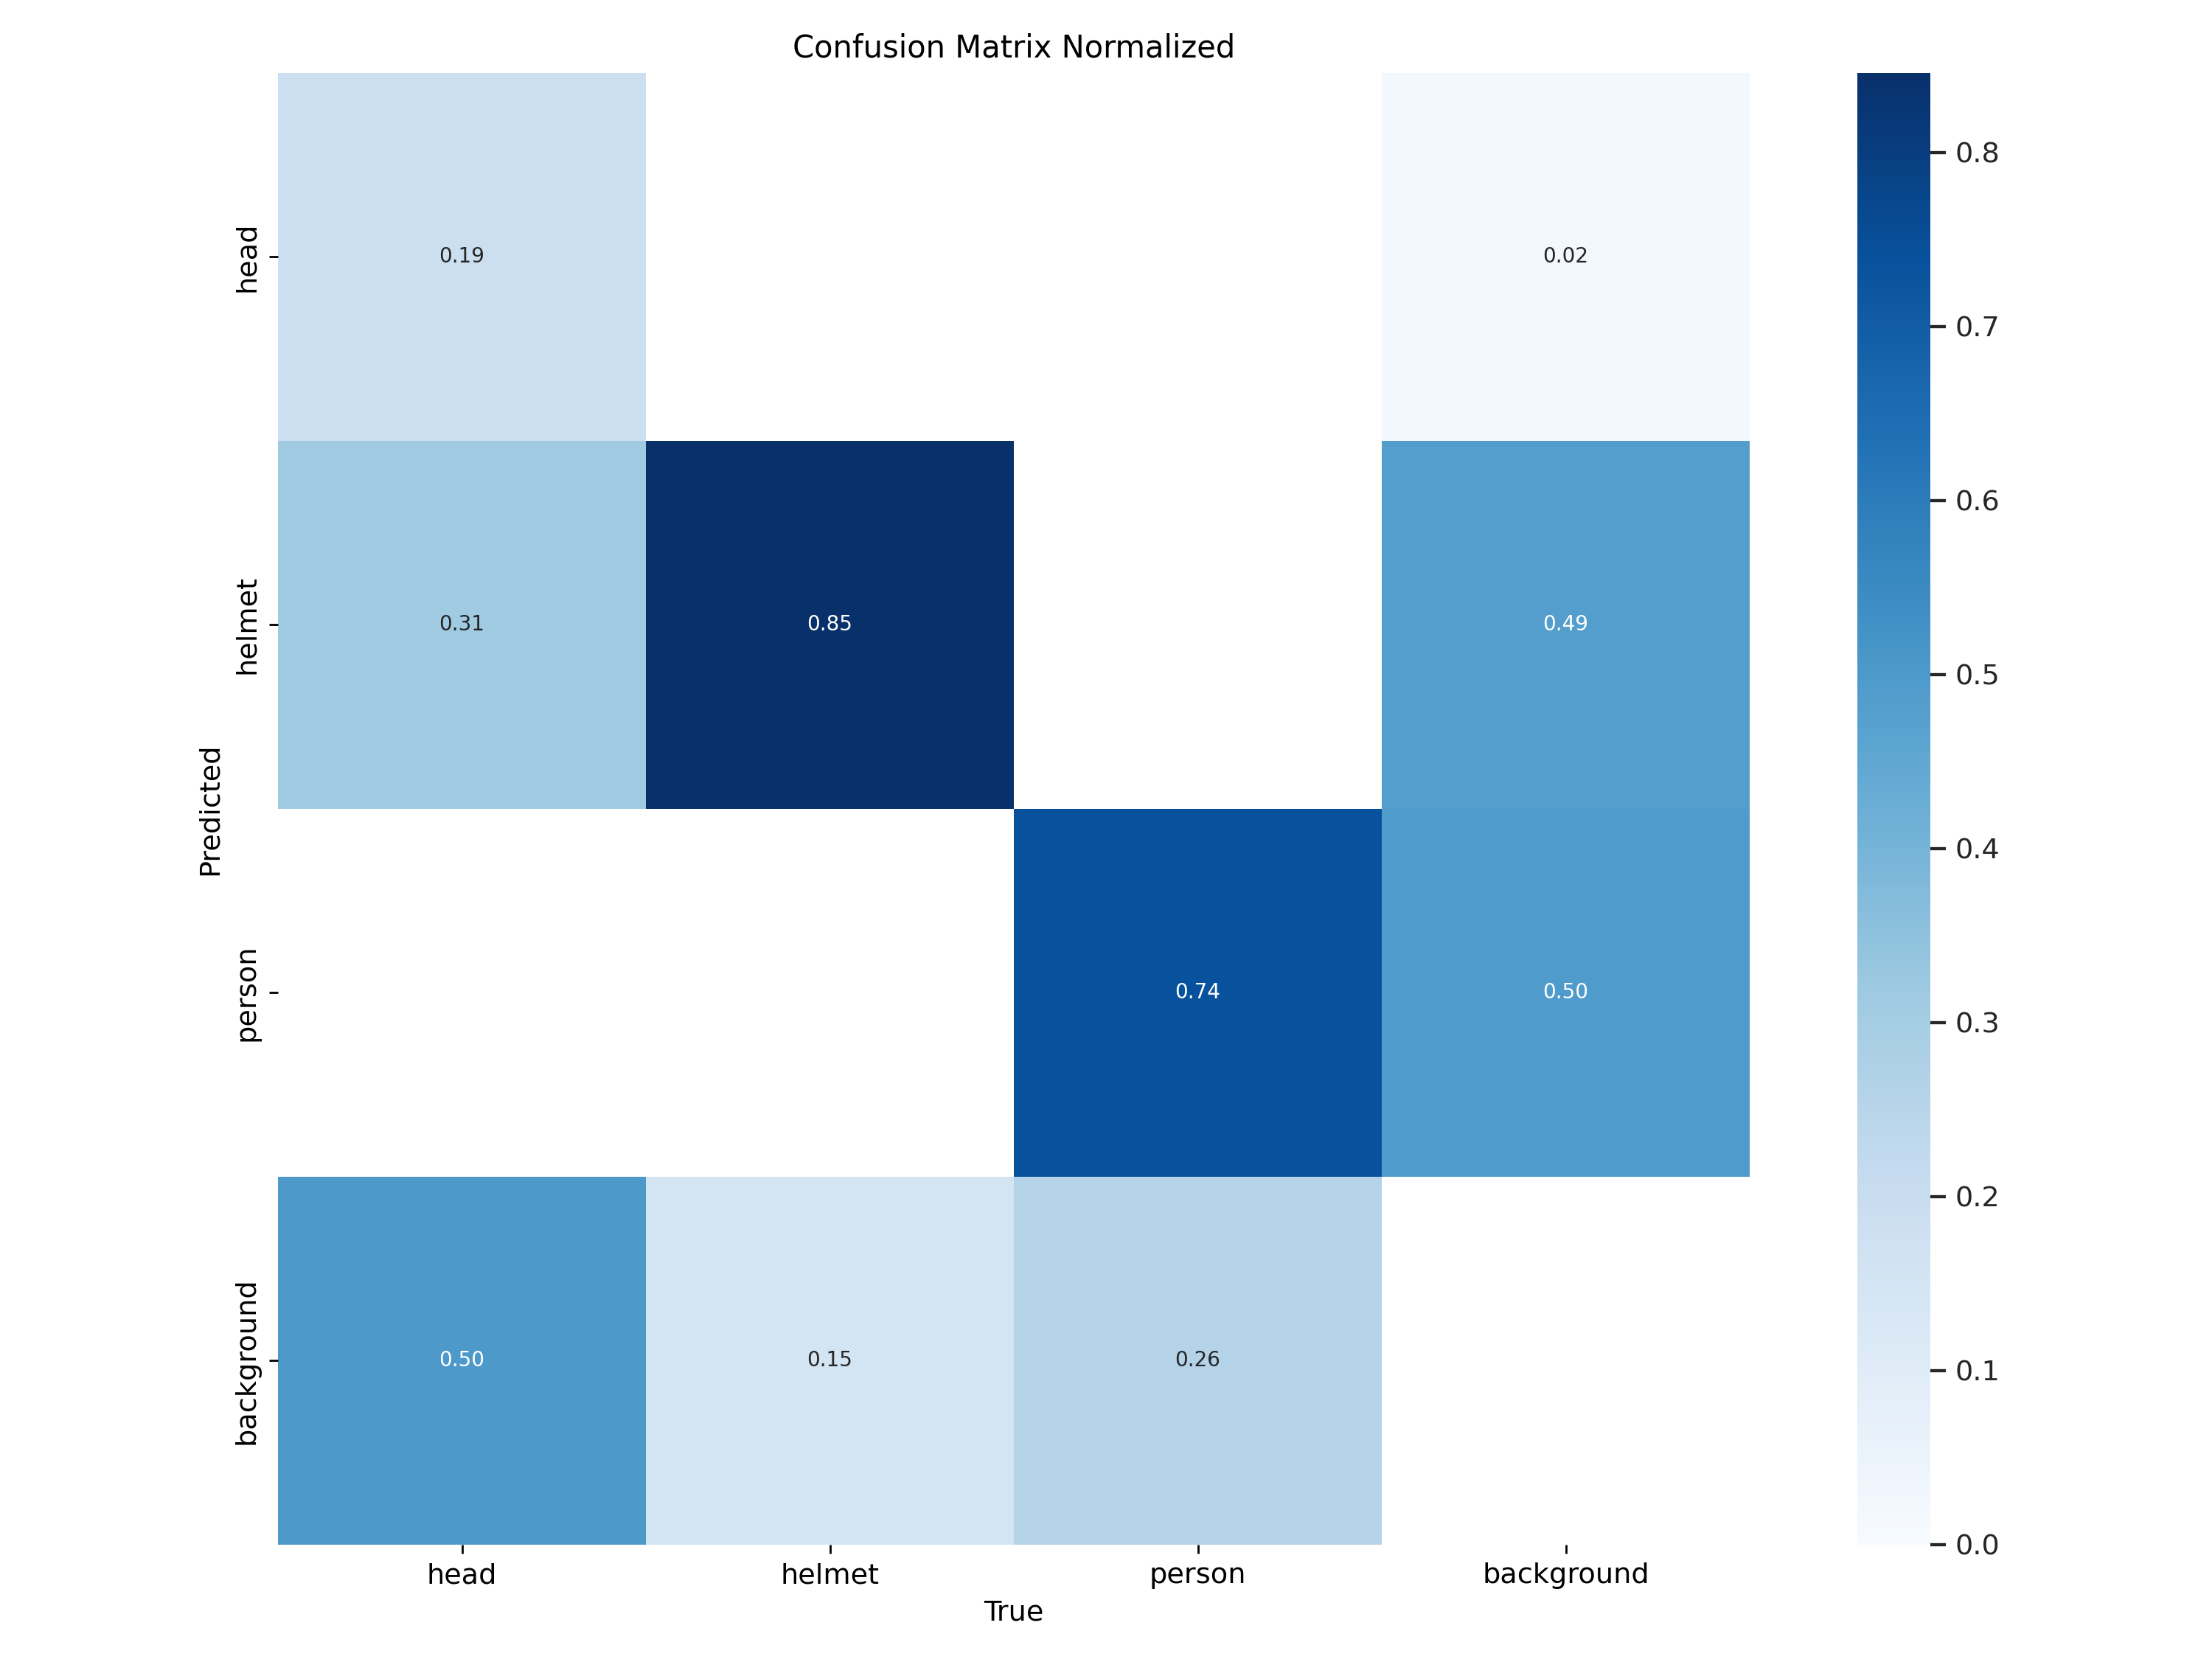 Confusion Matrix Normalized
head
0.19
0.02
helmet
0.31
0.85
0.49
person
0.74
0.50
background
0.50
0.15
0.26
Predicted
head
helmet
person
background
True
0.8
0.7
0.6
0.5
0.4
0.3
0.2
0.1
0.0